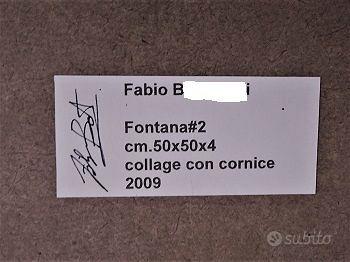 Fabio B i
Fontana#2
cm.50x50x4
collage con cornice
2009
subito